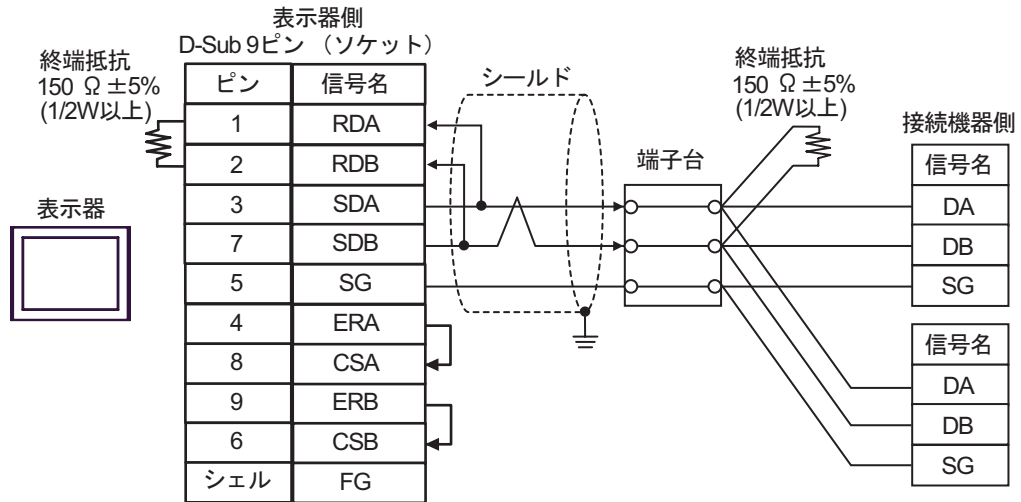 表示器側
D-Sub 9ピン （ソケット）
終端抵抗
150 Ω ±5%
(1/2W以上)
ピン 信号名
1 RDA
2 RDB
3 SDA
7 SDB
5 SG
4 ERA
8 CSA
9 ERB
6 CSB
シェル FG
表示器
シールド
端子台
終端抵抗
150 Ω ±5%
(1/2W以上)
接続機器側
信号名
DA
DB
SG
信号名
DA
DB
SG